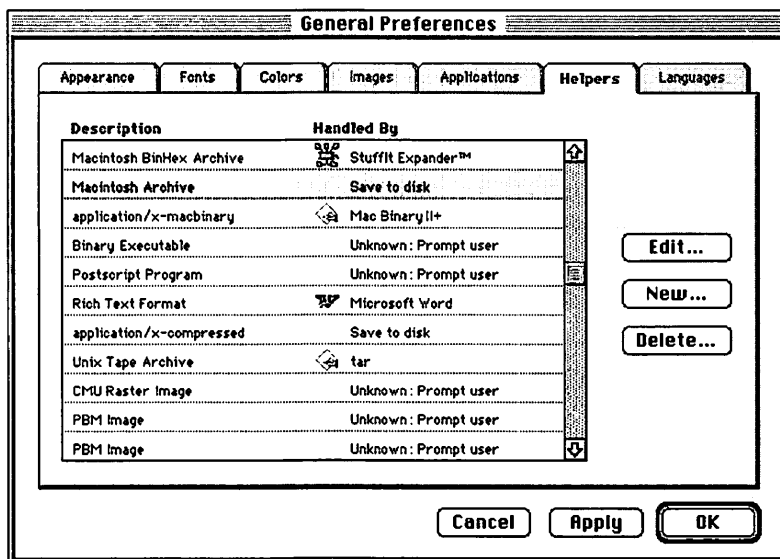 General Preferences
Appearance Fonts Colors Images Applications Helpers Languages
Description Handled By
Macintosh BinHex Archive StuffIt Expander™
Macintosh Archive Save to disk
application/x-macbinary Mac Binary II+
Binary Executable Unknown: Prompt user
Postscript Program Unknown: Prompt user
Rich Text Format Microsoft Word
application/x-compressed Save to disk
Unix Tape Archive tar
CMU Raster Image Unknown: Prompt user
PBM Image Unknown: Prompt user
PBM Image Unknown: Prompt user
Edit...
New...
Delete...
Cancel Apply OK